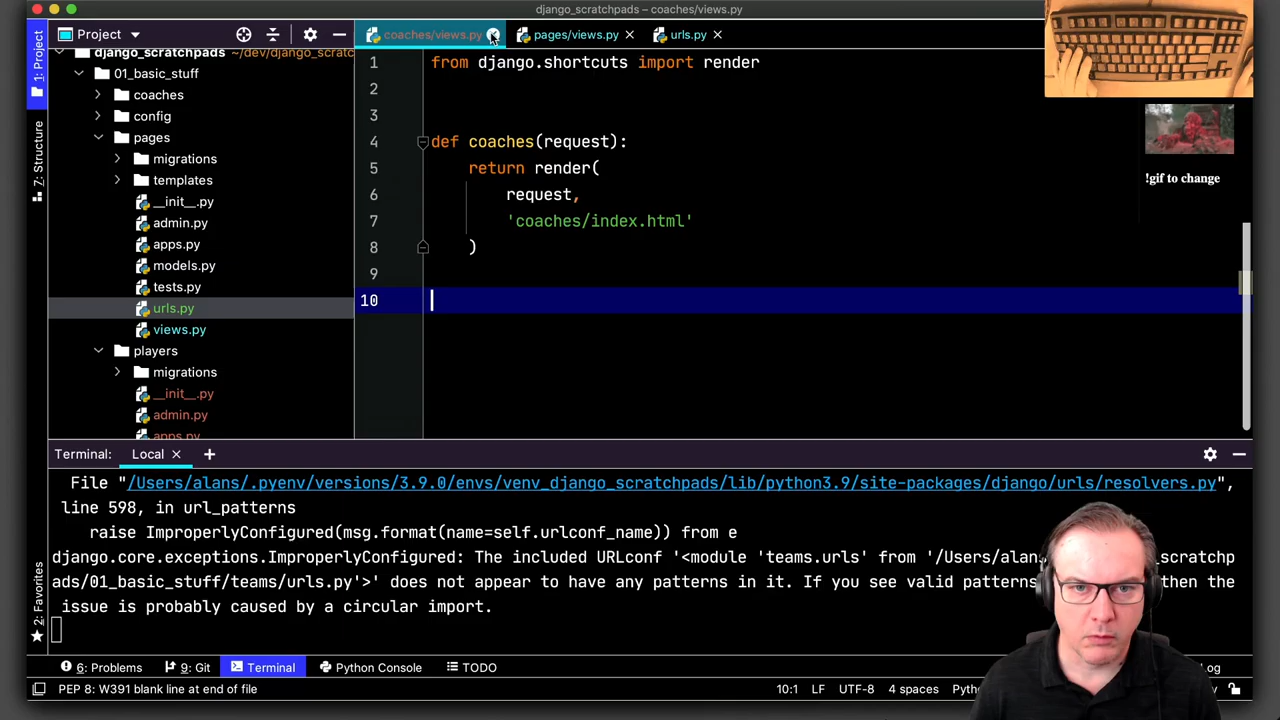 django_scratchpads – coaches/views.py
Project
coaches/views.py
pages/views.py
urls.py
1: Project
7: Structure
2: Favorites
django_scratchpads ~/dev/django_scratc
01_basic_stuff
coaches
config
pages
migrations
templates
__init__.py
admin.py
apps.py
models.py
tests.py
urls.py
views.py
players
migrations
__init__.py
admin.py
apps.py
1 from django.shortcuts import render
2
3
4 def coaches(request):
5 return render(
6 request,
7 'coaches/index.html'
8 )
9
10
!gif to change
Terminal: Local +
File "/Users/alans/.pyenv/versions/3.9.0/envs/venv_django_scratchpads/lib/python3.9/site-packages/django/urls/resolvers.py",
line 598, in url_patterns
raise ImproperlyConfigured(msg.format(name=self.urlconf_name)) from e
django.core.exceptions.ImproperlyConfigured: The included URLconf '<module 'teams.urls' from '/Users/alan scratchp
ads/01_basic_stuff/teams/urls.py'>' does not appear to have any patterns in it. If you see valid patterns then the
issue is probably caused by a circular import.
6: Problems
9: Git
Terminal
Python Console
TODO
PEP 8: W391 blank line at end of file
10:1 LF UTF-8 4 spaces